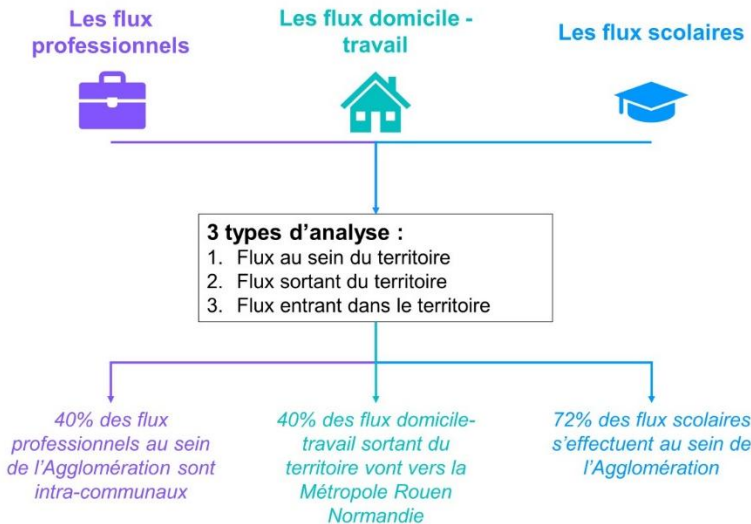 Les flux
professionnels
Les flux domicile -
travail
Les flux scolaires
3 types d’analyse :
1. Flux au sein du territoire
2. Flux sortant du territoire
3. Flux entrant dans le territoire
40% des flux
professionnels au sein
de l’Agglomération sont
intra-communaux
40% des flux domicile-
travail sortant du
territoire vont vers la
Métropole Rouen
Normandie
72% des flux scolaires
s’effectuent au sein de
l’Agglomération